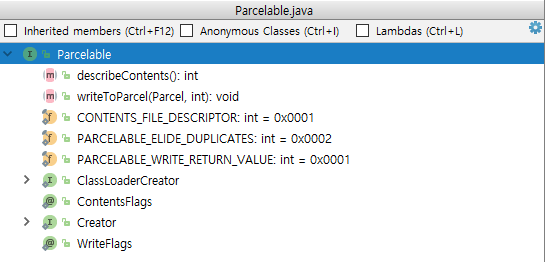 Parcelable.java
Inherited members (Ctrl+F12) Anonymous Classes (Ctrl+I) Lambdas (Ctrl+L)
I Parcelable
m describeContents(): int
m writeToParcel(Parcel, int): void
f CONTENTS_FILE_DESCRIPTOR: int = 0x0001
f PARCELABLE_ELIDE_DUPLICATES: int = 0x0002
f PARCELABLE_WRITE_RETURN_VALUE: int = 0x0001
I ClassLoaderCreator
@ ContentsFlags
I Creator
@ WriteFlags